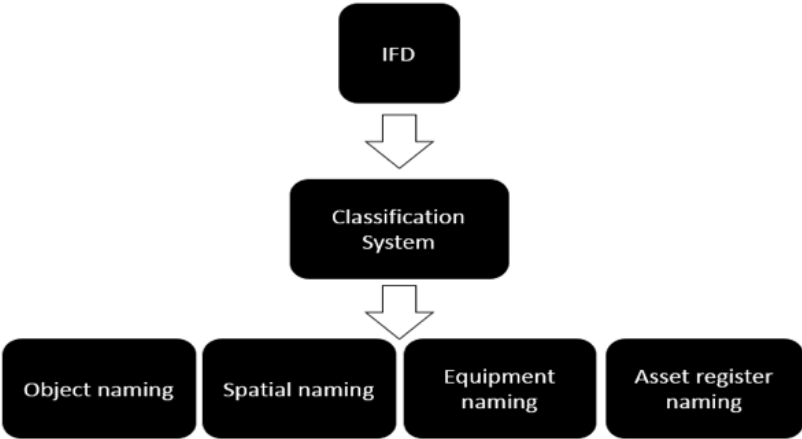 IFD
Classification
System
Object naming
Spatial naming
Equipment
naming
Asset register
naming